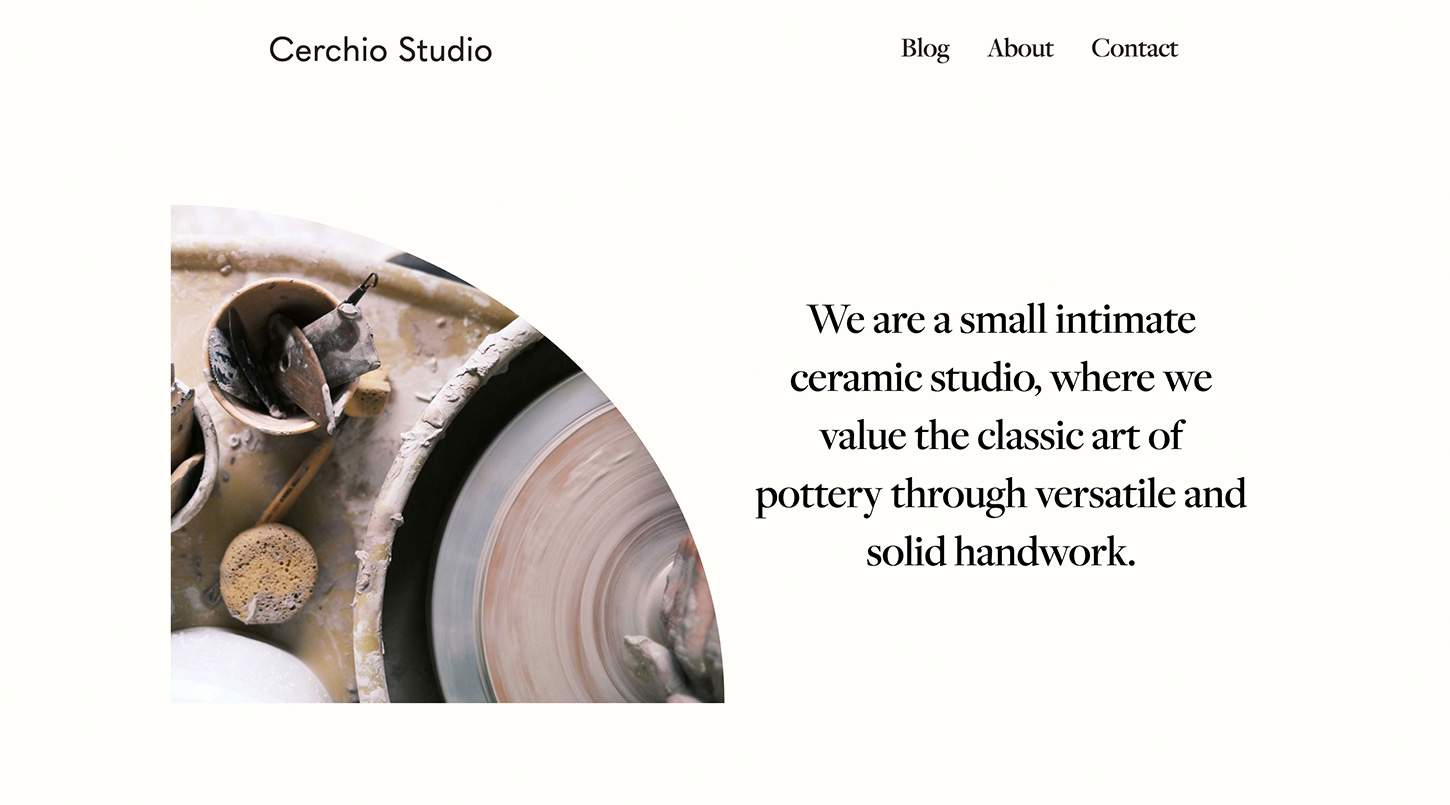 Cerchio Studio
Blog About Contact
We are a small intimate
ceramic studio, where we
value the classic art of
pottery through versatile and
solid handwork.